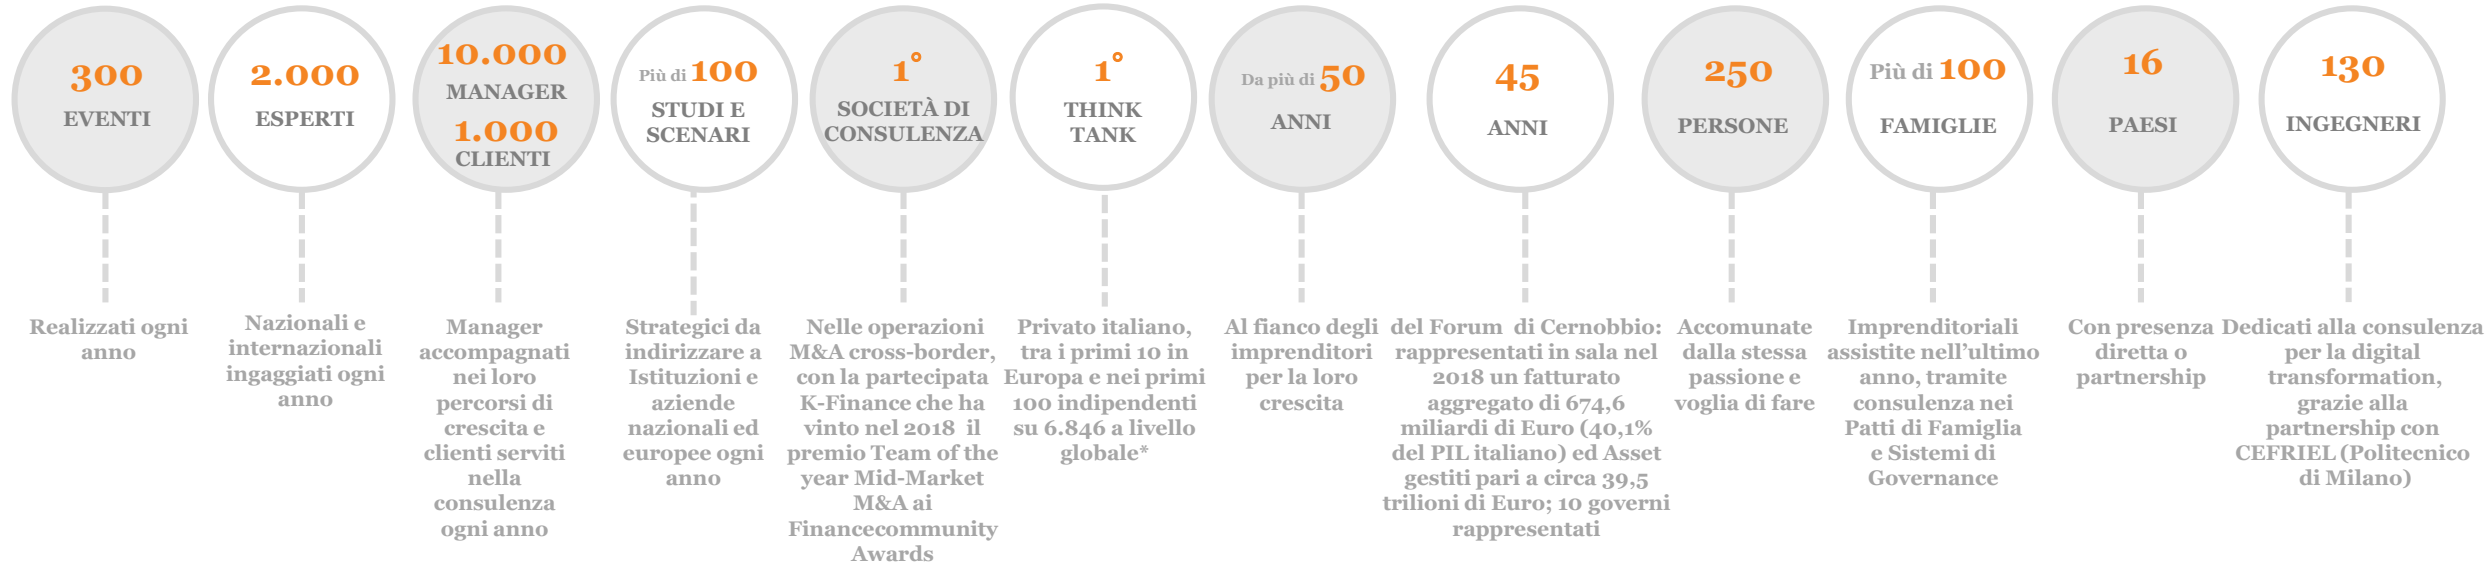 300
EVENTI
Realizzati ogni
anno
2.000
ESPERTI
Nazionali e
internazionali
ingaggiati ogni
anno
10.000
MANAGER
1.000
CLIENTI
Manager
accompagnati
nei loro
percorsi di
crescita e
clienti serviti
nella
consulenza
ogni anno
Più di 100
STUDI E
SCENARI
Strategici da
indirizzare a
Istituzioni e
aziende
nazionali ed
europee ogni
anno
1°
SOCIETÀ DI
CONSULENZA
Nelle operazioni
M&A cross-border,
con la partecipata
K-Finance che ha
vinto nel 2018 il
premio Team of the
year Mid-Market
M&A ai
Financecommunity
Awards
1°
THINK
TANK
Privato italiano,
tra i primi 10 in
Europa e nei primi
100 indipendenti
su 6.846 a livello
globale*
Da più di 50
ANNI
Al fianco degli
imprenditori
per la loro
crescita
45
ANNI
del Forum di Cernobbio:
rappresentati in sala nel
2018 un fatturato
aggregato di 674,6
miliardi di Euro (40,1%
del PIL italiano) ed Asset
gestiti pari a circa 39,5
trilioni di Euro; 10 governi
rappresentati
250
PERSONE
Accomunate
dalla stessa
passione e
voglia di fare
Più di 100
FAMIGLIE
Imprenditoriali
assistite nell'ultimo
anno, tramite
consulenza nei
Patti di Famiglia
e Sistemi di
Governance
16
PAESI
Con presenza
diretta o
partnership
130
INGEGNERI
Dedicati alla consulenza
per la digital
transformation,
grazie alla
partnership con
CEFRIEL (Politecnico
di Milano)